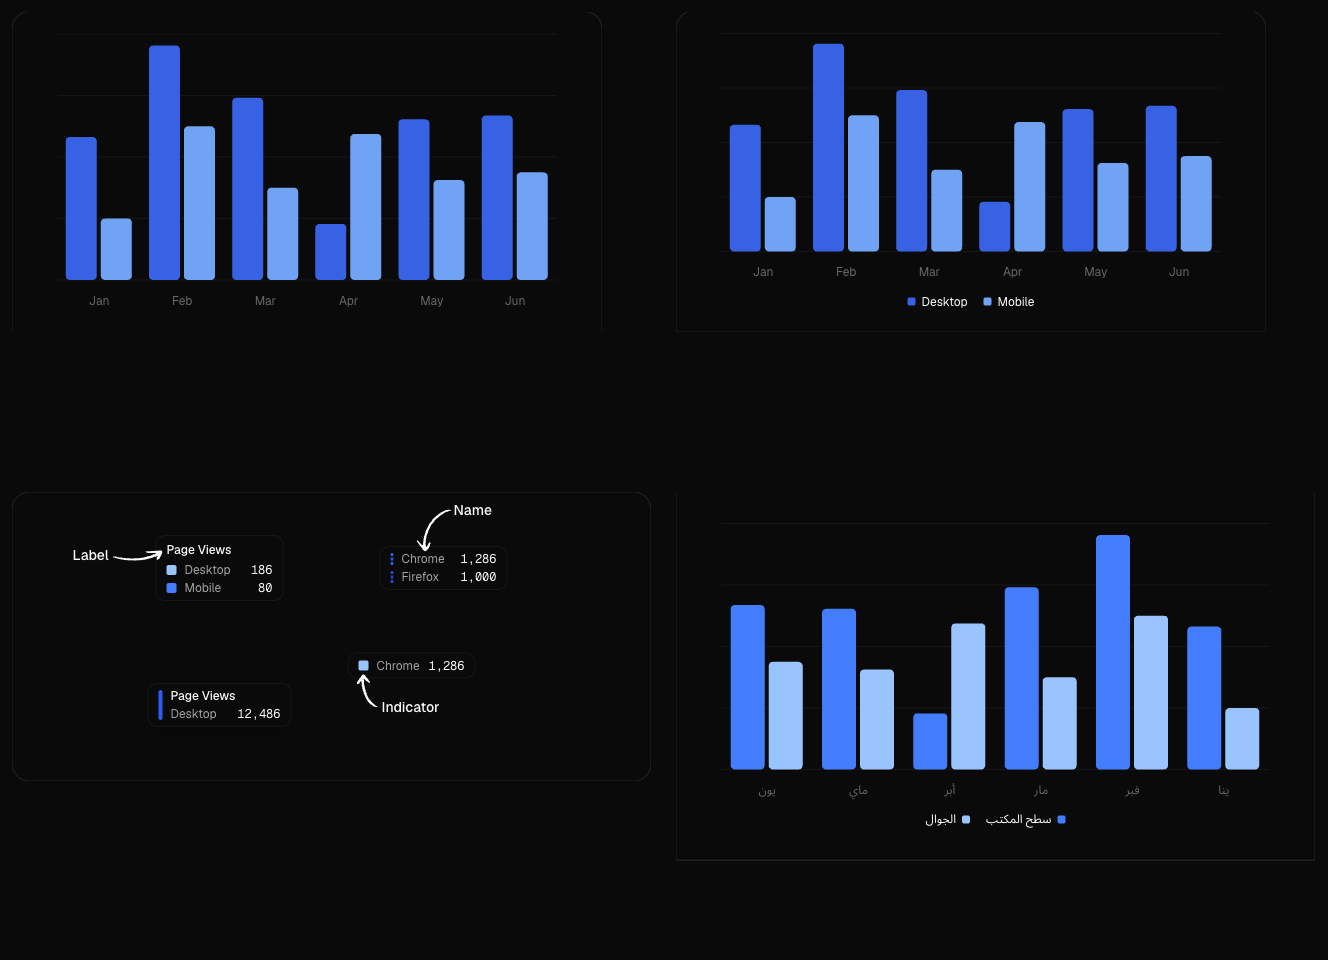 Jan Feb Mar Apr May Jun
Jan Feb Mar Apr May Jun
Desktop Mobile
Label
Page Views
Desktop 186
Mobile 80
Name
Chrome 1,286
Firefox 1,000
Chrome 1,286
Indicator
Page Views
Desktop 12,486
ينا فبر مار أبر ماي يون
سطح المكتب الجوال